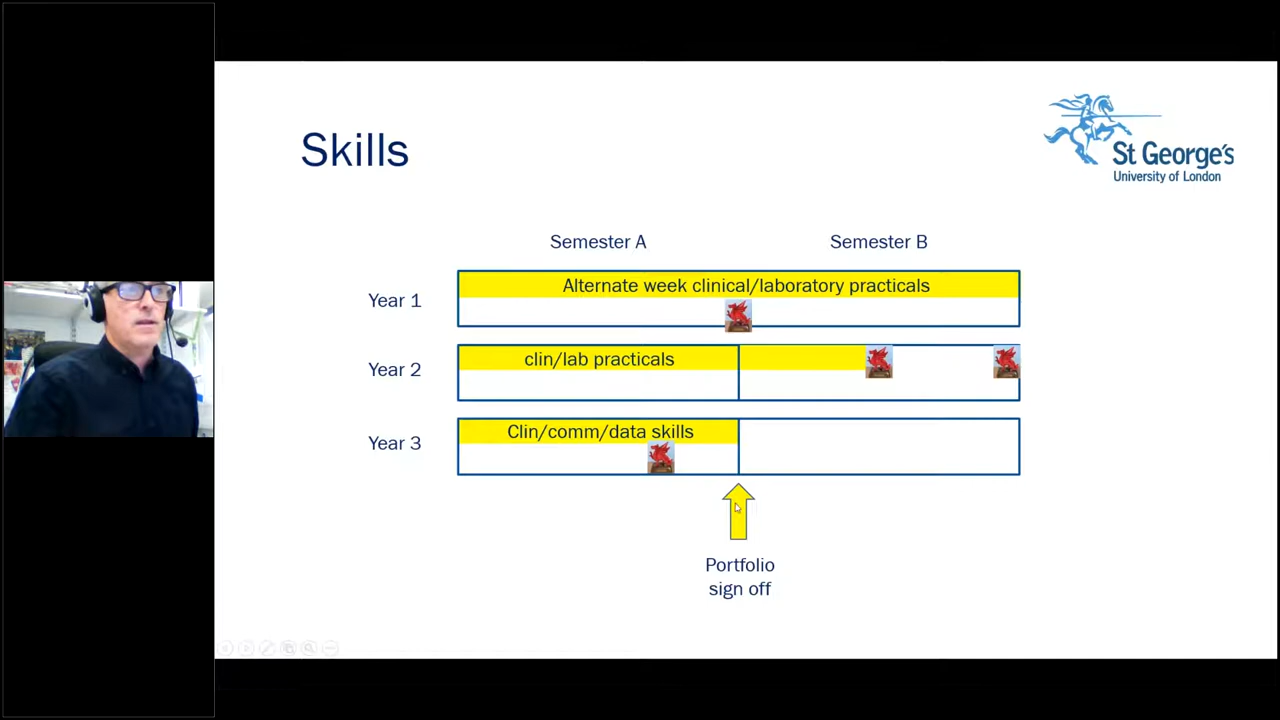 Skills
St George's
University of London
Semester A
Semester B
Year 1
Alternate week clinical/laboratory practicals
Year 2
clin/lab practicals
Year 3
Clin/comm/data skills
Portfolio
sign off